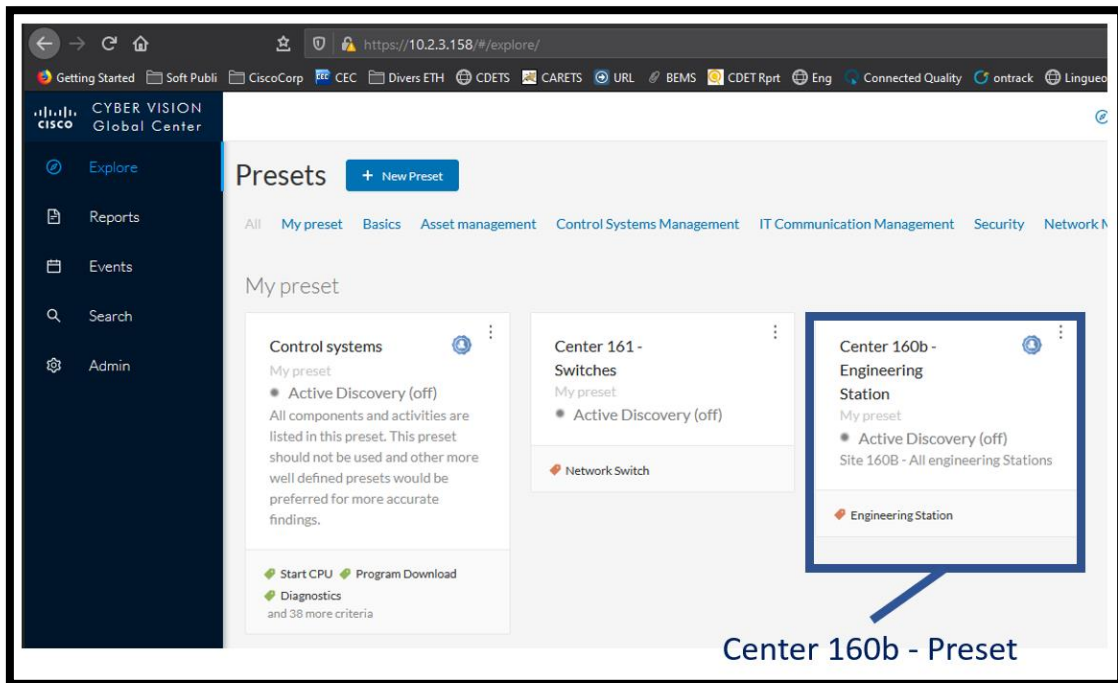 https://10.2.3.158/#/explore/
Getting Started Soft Publi CiscoCorp CEC Divers ETH CDETS CARETS URL BEMS CDET Rprt Eng Connected Quality ontrack Lingueo
CISCO CYBER VISION
Global Center
Explore
Reports
Events
Search
Admin
Presets + New Preset
All My preset Basics Asset management Control Systems Management IT Communication Management Security Network
My preset
Control systems
My preset
Active Discovery (off)
All components and activities are
listed in this preset. This preset
should not be used and other more
well defined presets would be
preferred for more accurate
findings.
Start CPU Program Download
Diagnostics
and 38 more criteria
Center 161 -
Switches
My preset
Active Discovery (off)
Network Switch
Center 160b -
Engineering
Station
My preset
Active Discovery (off)
Site 160B - All engineering Stations
Engineering Station
Center 160b - Preset